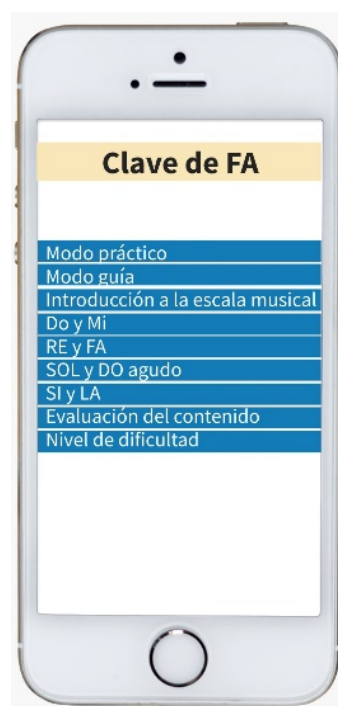 Clave de FA
Modo práctico
Modo guía
Introducción a la escala musical
Do y Mi
RE y FA
SOL y DO agudo
SI y LA
Evaluación del contenido
Nivel de dificultad